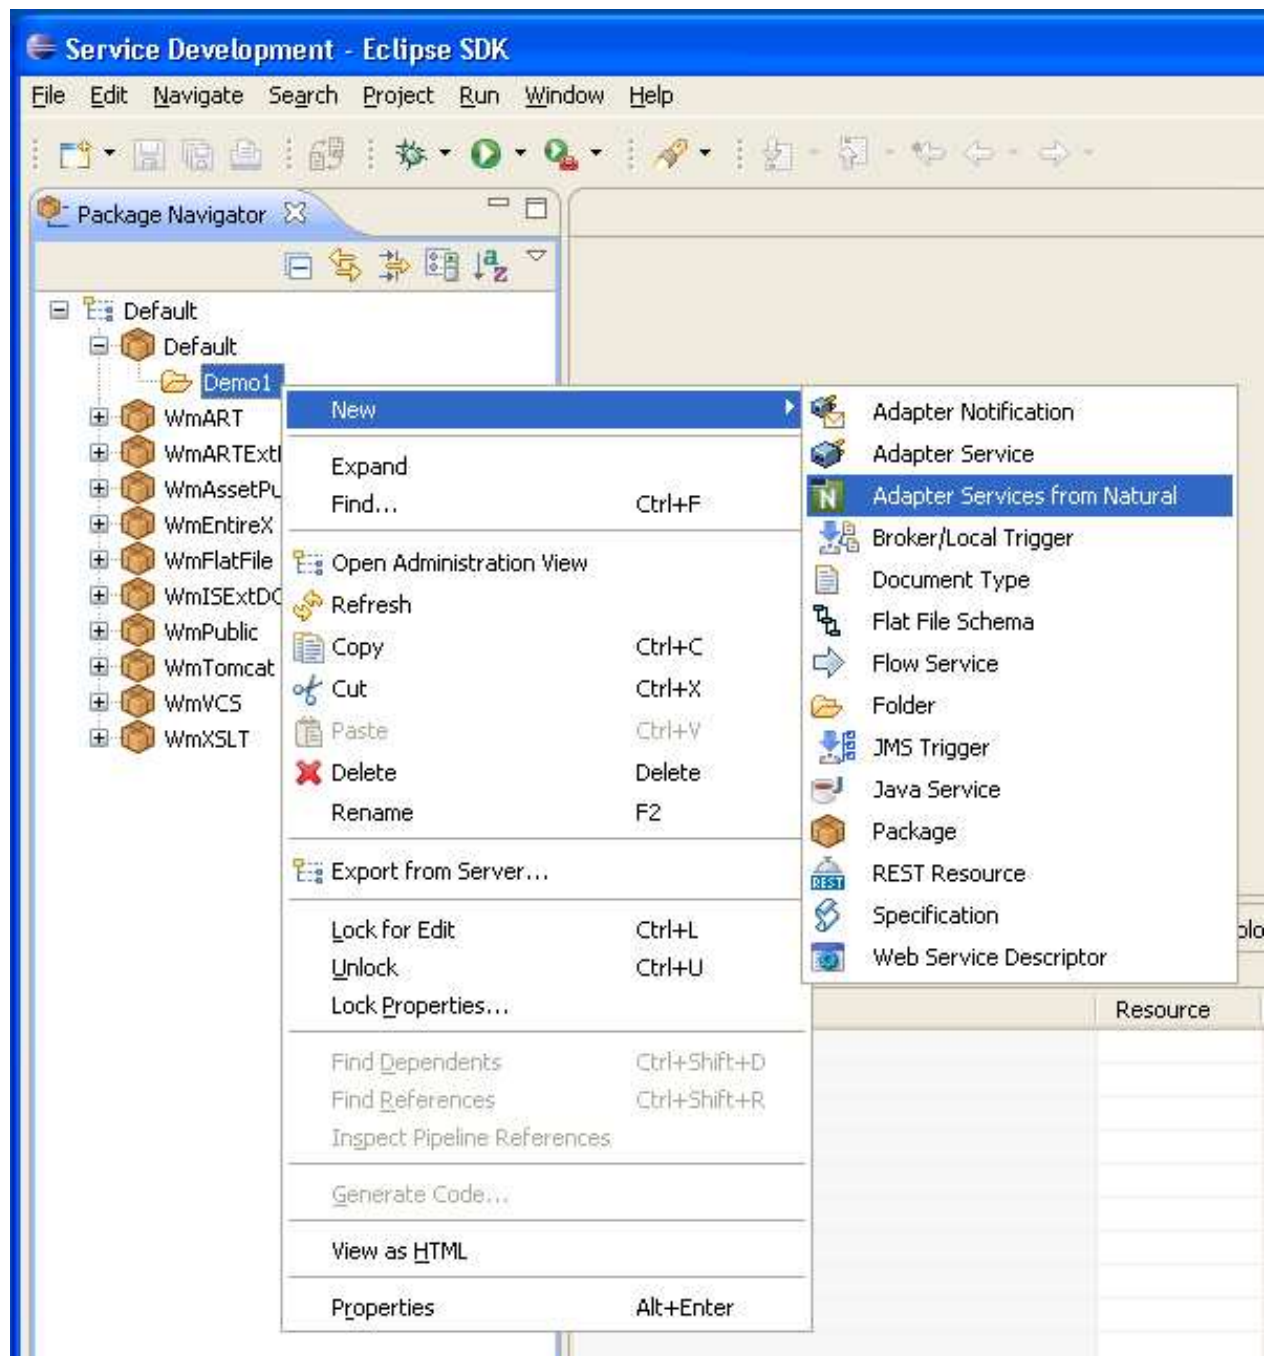 Service Development - Eclipse SDK
File Edit Navigate Search Project Run Window Help
Package Navigator
Default
Default
Demo1
WmART
WmARTExt
WmAssetPu
WmEntireX
WmFlatFile
WmISExtDC
WmPublic
WmTomcat
WmVCS
WmXSLT
New
Expand
Find... Ctrl+F
Open Administration View
Refresh
Copy Ctrl+C
Cut Ctrl+X
Paste Ctrl+V
Delete Delete
Rename F2
Export from Server...
Lock for Edit Ctrl+L
Unlock Ctrl+U
Lock Properties...
Find Dependents Ctrl+Shift+D
Find References Ctrl+Shift+R
Inspect Pipeline References
Generate Code...
View as HTML
Properties Alt+Enter
Adapter Notification
Adapter Service
Adapter Services from Natural
Broker/Local Trigger
Document Type
Flat File Schema
Flow Service
Folder
JMS Trigger
Java Service
Package
REST
REST Resource
Specification
Web Service Descriptor
Resource